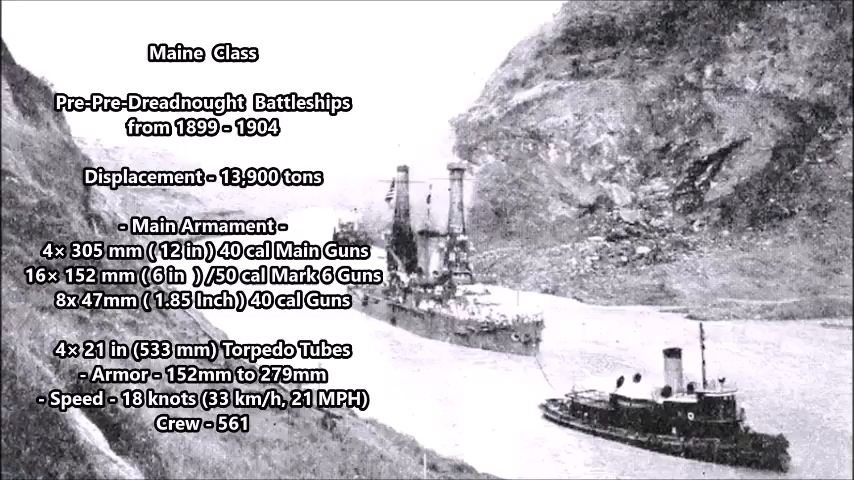 Maine Class
Pre-Pre-Dreadnought Battleships
from 1899 - 1904
Displacement - 13,900 tons
- Main Armament -
4× 305 mm ( 12 in ) 40 cal Main Guns
16× 152 mm ( 6 in ) /50 cal Mark 6 Guns
8x 47mm ( 1.85 Inch ) 40 cal Guns
4× 21 in (533 mm) Torpedo Tubes
- Armor - 152mm to 279mm
- Speed - 18 knots (33 km/h, 21 MPH)
Crew - 561